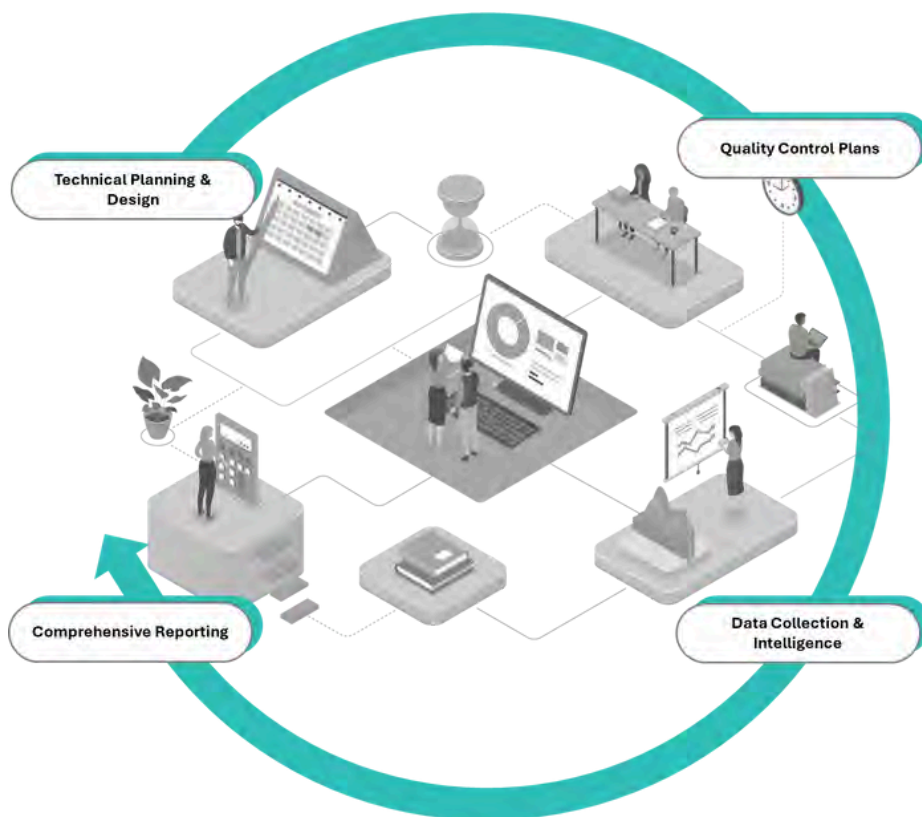 Technical Planning &
Design
Quality Control Plans
Comprehensive Reporting
Data Collection &
Intelligence